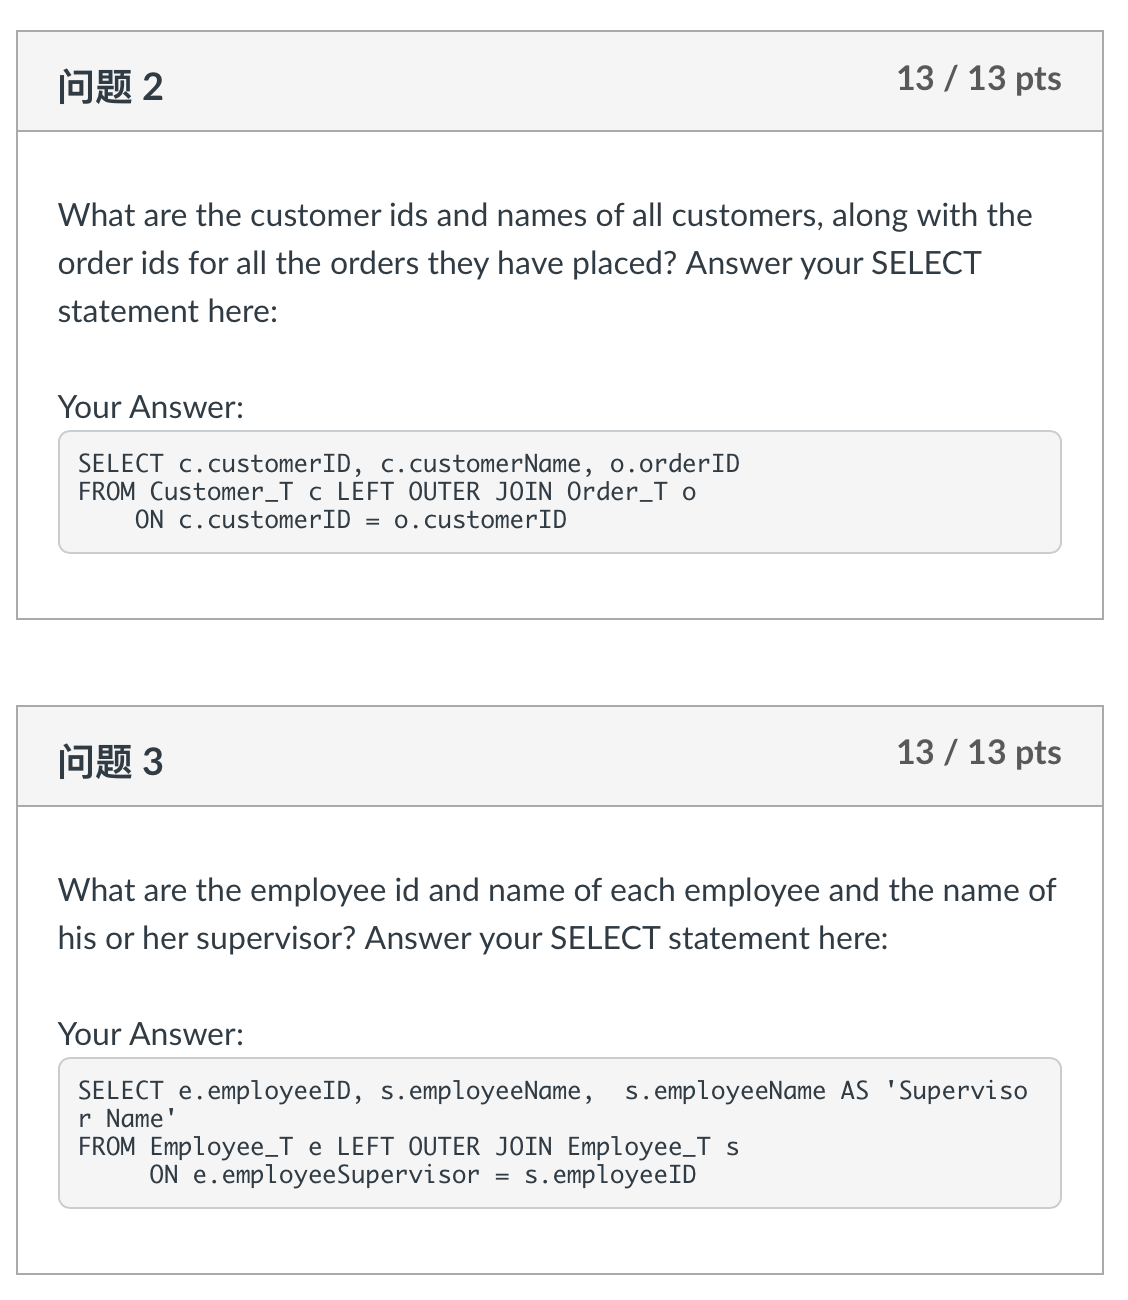 问题 2
13 / 13 pts
What are the customer ids and names of all customers, along with the
order ids for all the orders they have placed? Answer your SELECT
statement here:
Your Answer:
SELECT c.customerID, c.customerName, o.orderID
FROM Customer_T c LEFT OUTER JOIN Order_T o
    ON c.customerID = o.customerID
问题 3
13 / 13 pts
What are the employee id and name of each employee and the name of
his or her supervisor? Answer your SELECT statement here:
Your Answer:
SELECT e.employeeID, s.employeeName,  s.employeeName AS 'Superviso
r Name'
FROM Employee_T e LEFT OUTER JOIN Employee_T s
     ON e.employeeSupervisor = s.employeeID